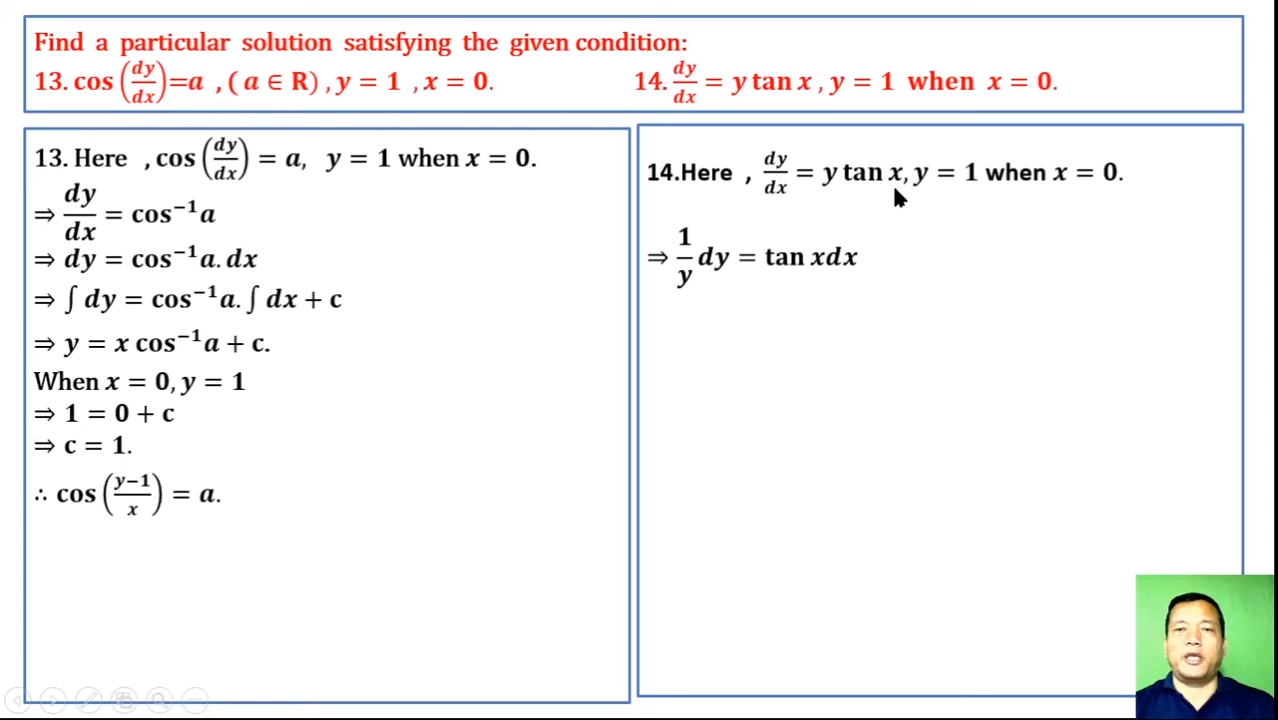 Find a particular solution satisfying the given condition:
13. cos (dy/dx)=a , ( a ∈ R) , y = 1 , x = 0. 14. dy/dx = y tan x , y = 1 when x = 0.
13. Here , cos (dy/dx) = a, y = 1 when x = 0.
⇒ dy/dx = cos⁻¹a
⇒ dy = cos⁻¹a. dx
⇒ ∫ dy = cos⁻¹a. ∫ dx + c
⇒ y = x cos⁻¹a + c.
When x = 0, y = 1
⇒ 1 = 0 + c
⇒ c = 1.
∴ cos (y−1/x) = a.
14.Here , dy/dx = y tan x, y = 1 when x = 0.
⇒ 1/y dy = tan xdx